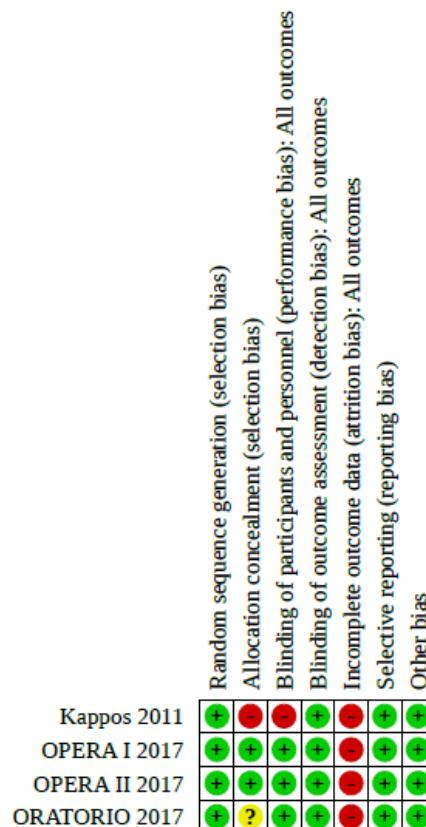 Random sequence generation (selection bias)
Allocation concealment (selection bias)
Blinding of participants and personnel (performance bias): All outcomes
Blinding of outcome assessment (detection bias): All outcomes
Incomplete outcome data (attrition bias): All outcomes
Selective reporting (reporting bias)
Other bias
Kappos 2011 + - - + - + +
OPERA I 2017 + + + + - + +
OPERA II 2017 + + + + - + +
ORATORIO 2017 + ? + + - + +